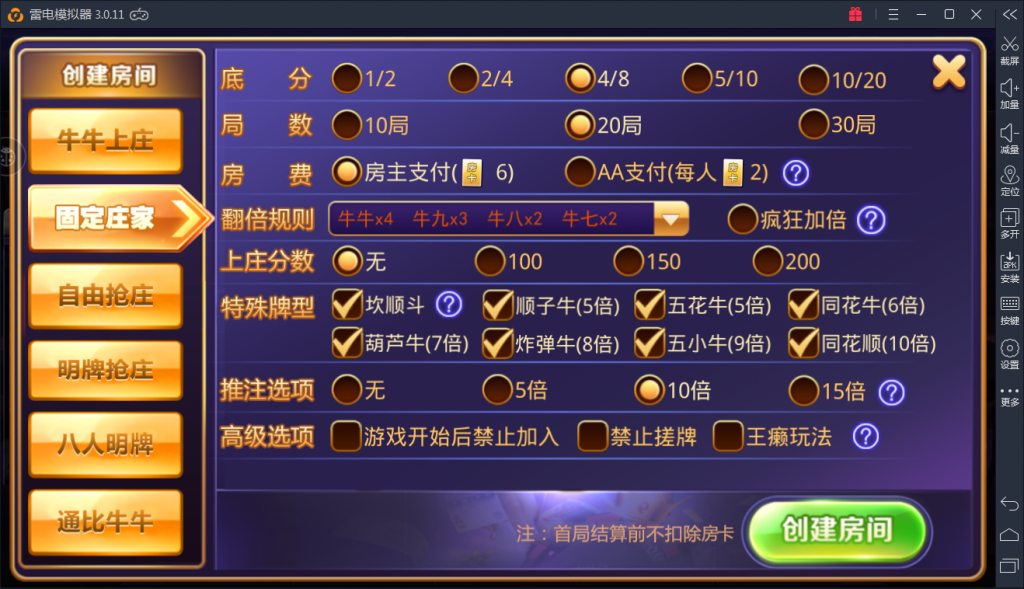 雷电模拟器 3.0.11
创建房间
牛牛上庄
固定庄家
自由抢庄
明牌抢庄
八人明牌
通比牛牛
底 分 1/2 2/4 4/8 5/10 10/20
局 数 10局 20局 30局
房 费 房主支付(房卡 6) AA支付(每人房卡 2) ?
翻倍规则 牛牛x4 牛九x3 牛八x2 牛七x2 疯狂加倍 ?
上庄分数 无 100 150 200
特殊牌型 坎顺斗 ? 顺子牛(5倍) 五花牛(5倍) 同花牛(6倍)
葫芦牛(7倍) 炸弹牛(8倍) 五小牛(9倍) 同花顺(10倍)
推注选项 无 5倍 10倍 15倍 ?
高级选项 游戏开始后禁止加入 禁止搓牌 王癞玩法 ?
注：首局结算前不扣除房卡
创建房间
截屏
加量
减量
定位
多开
APK
安装
按键
设置
更多